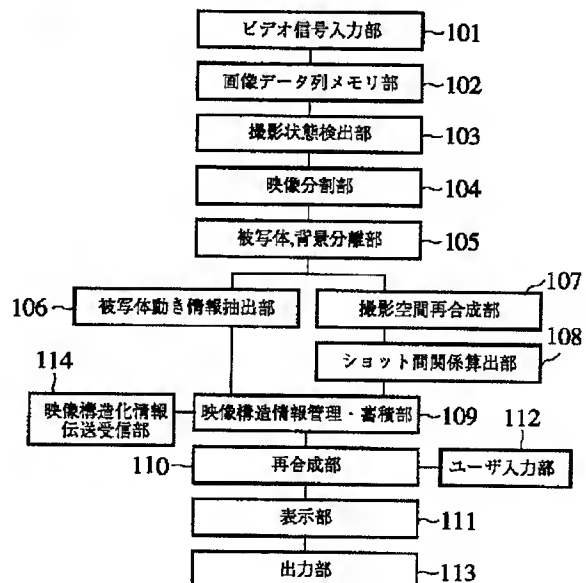 ビデオ信号入力部 101
画像データ列メモリ部 102
撮影状態検出部 103
映像分割部 104
被写体,背景分離部 105
106 被写体動き情報抽出部
撮影空間再合成部 107
ショット間関係算出部 108
114
映像構造化情報
伝送受信部
映像構造情報管理・蓄積部 109
110 再合成部
112
ユーザ入力部
表示部 111
出力部 113